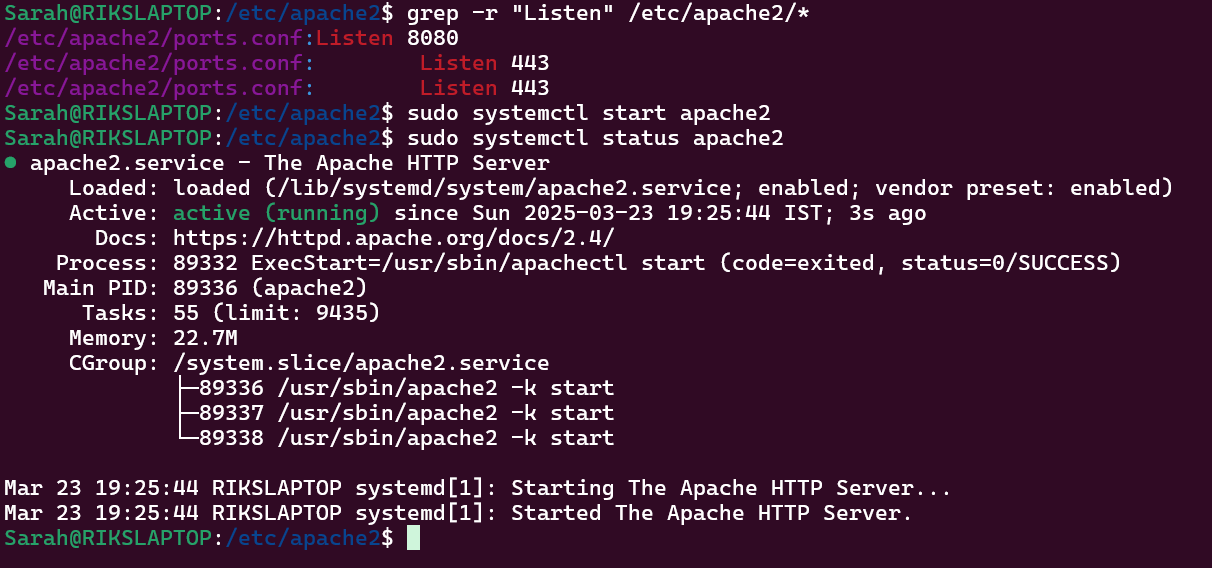 Sarah@RIKSLAPTOP:/etc/apache2$ grep -r "Listen" /etc/apache2/*
/etc/apache2/ports.conf:Listen 8080
/etc/apache2/ports.conf:        Listen 443
/etc/apache2/ports.conf:        Listen 443
Sarah@RIKSLAPTOP:/etc/apache2$ sudo systemctl start apache2
Sarah@RIKSLAPTOP:/etc/apache2$ sudo systemctl status apache2
● apache2.service - The Apache HTTP Server
     Loaded: loaded (/lib/systemd/system/apache2.service; enabled; vendor preset: enabled)
     Active: active (running) since Sun 2025-03-23 19:25:44 IST; 3s ago
       Docs: https://httpd.apache.org/docs/2.4/
    Process: 89332 ExecStart=/usr/sbin/apachectl start (code=exited, status=0/SUCCESS)
   Main PID: 89336 (apache2)
      Tasks: 55 (limit: 9435)
     Memory: 22.7M
     CGroup: /system.slice/apache2.service
             ├─89336 /usr/sbin/apache2 -k start
             ├─89337 /usr/sbin/apache2 -k start
             └─89338 /usr/sbin/apache2 -k start

Mar 23 19:25:44 RIKSLAPTOP systemd[1]: Starting The Apache HTTP Server...
Mar 23 19:25:44 RIKSLAPTOP systemd[1]: Started The Apache HTTP Server.
Sarah@RIKSLAPTOP:/etc/apache2$